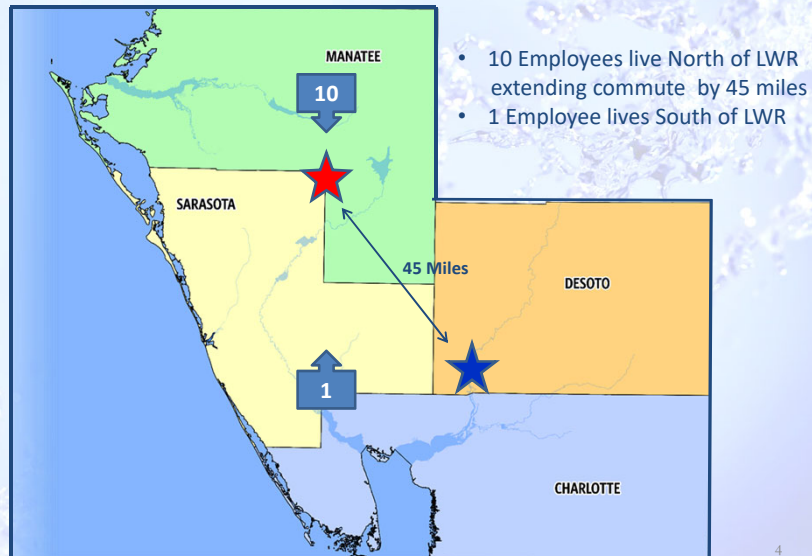 MANATEE
10
SARASOTA
45 Miles
DESOTO
1
CHARLOTTE
• 10 Employees live North of LWR
extending commute by 45 miles
• 1 Employee lives South of LWR
4